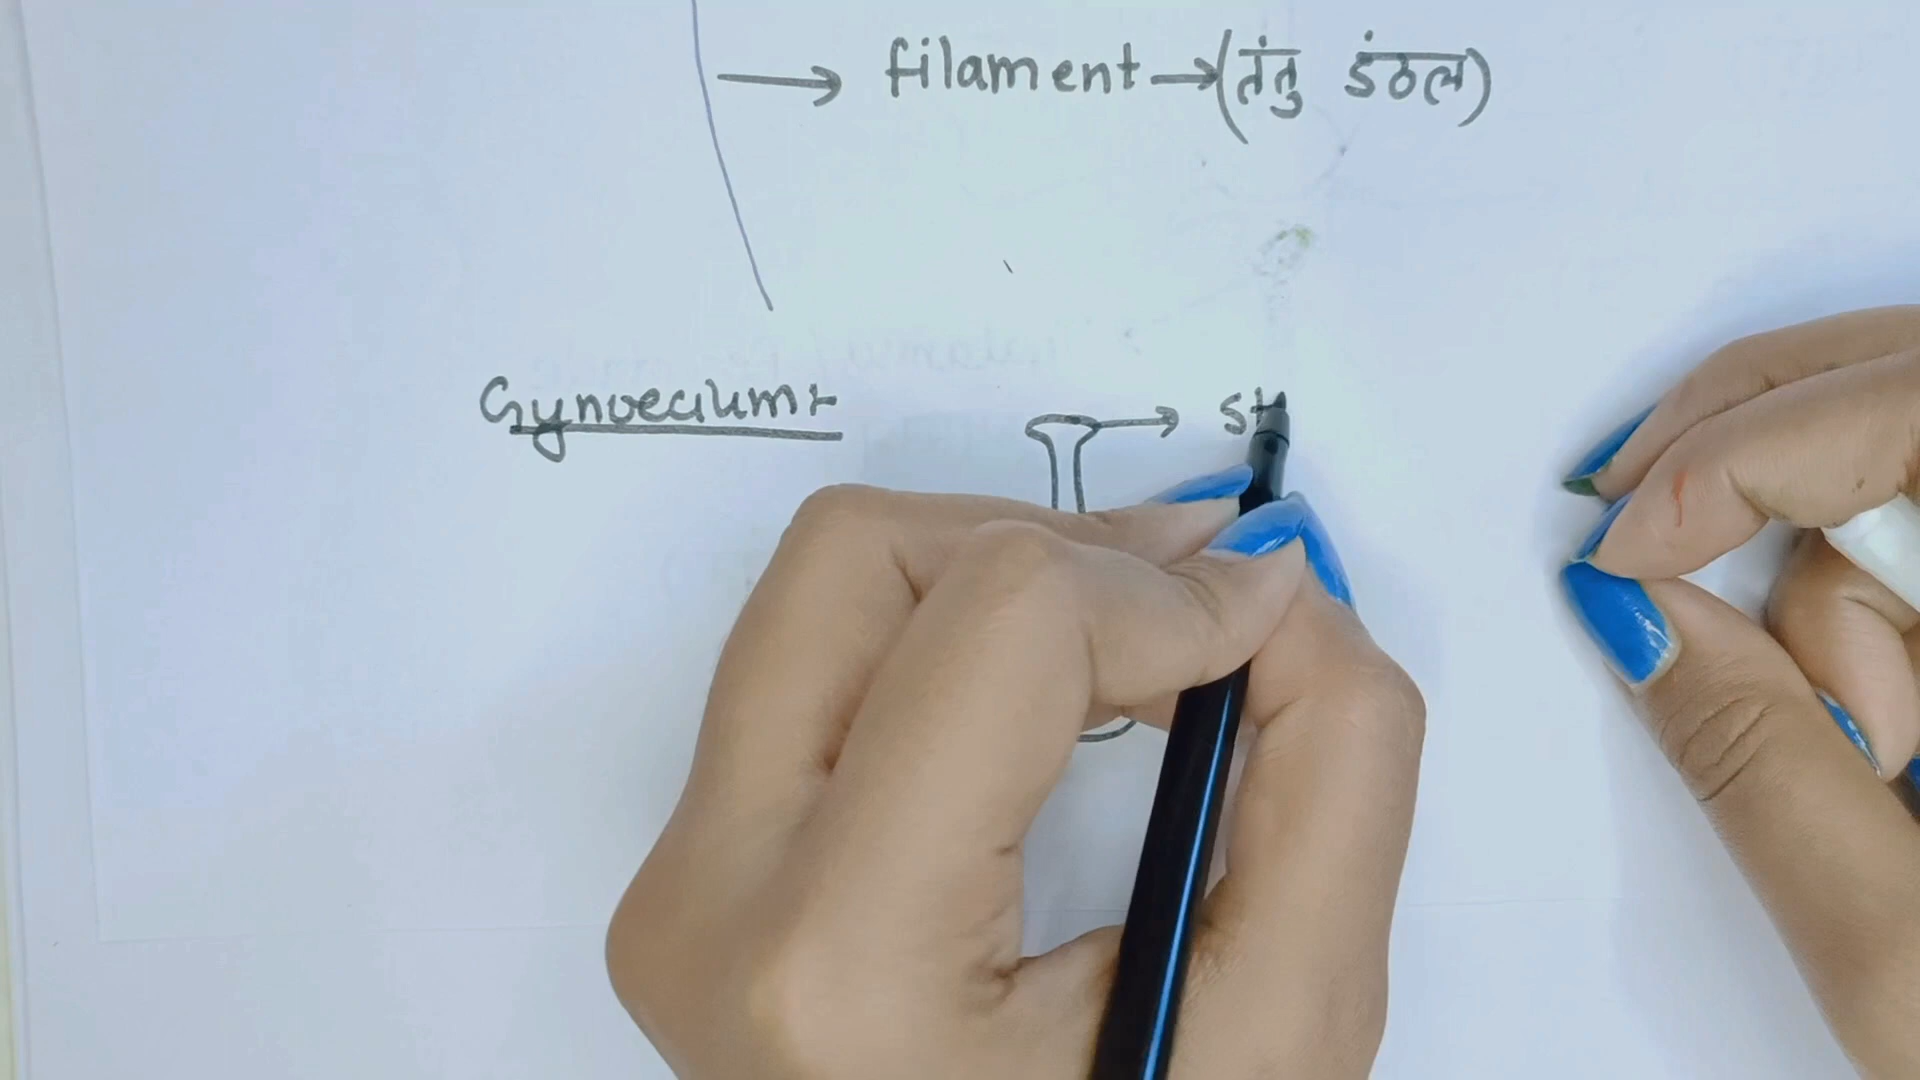 → filament → (तंतु डंठल)
Gynoecium :-
→ St